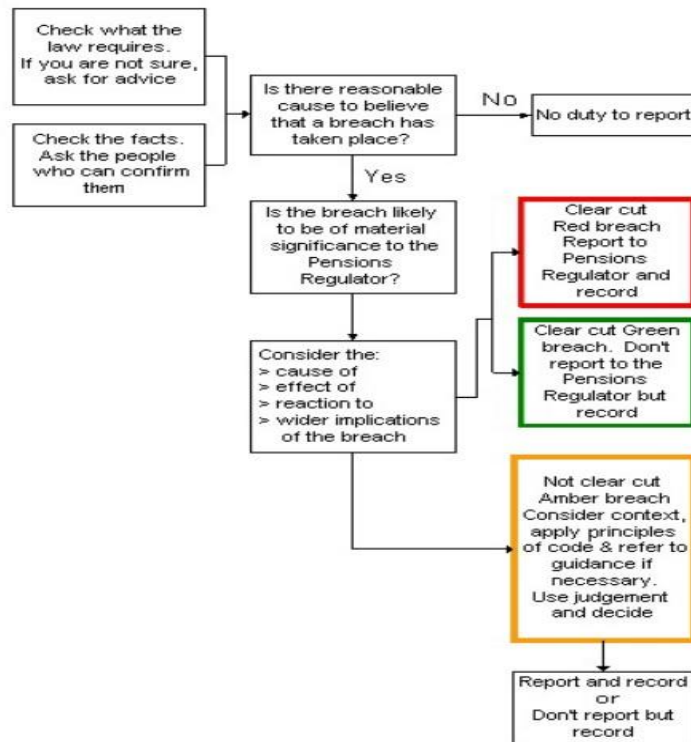 Check what the
law requires.
If you are not sure,
ask for advice
Check the facts.
Ask the people
who can confirm
them
Is there reasonable
cause to believe
that a breach has
taken place?
No
No duty to report
Yes
Is the breach likely
to be of material
significance to the
Pensions
Regulator?
Clear cut
Red breach
Report to
Pensions
Regulator and
record
Clear cut Green
breach. Don't
report to the
Pensions
Regulator but
record
Consider the:
> cause of
> effect of
> reaction to
> wider implications
of the breach
Not clear cut
Amber breach
Consider context,
apply principles
of code & refer to
guidance if
necessary.
Use judgement
and decide
Report and record
or
Don't report but
record